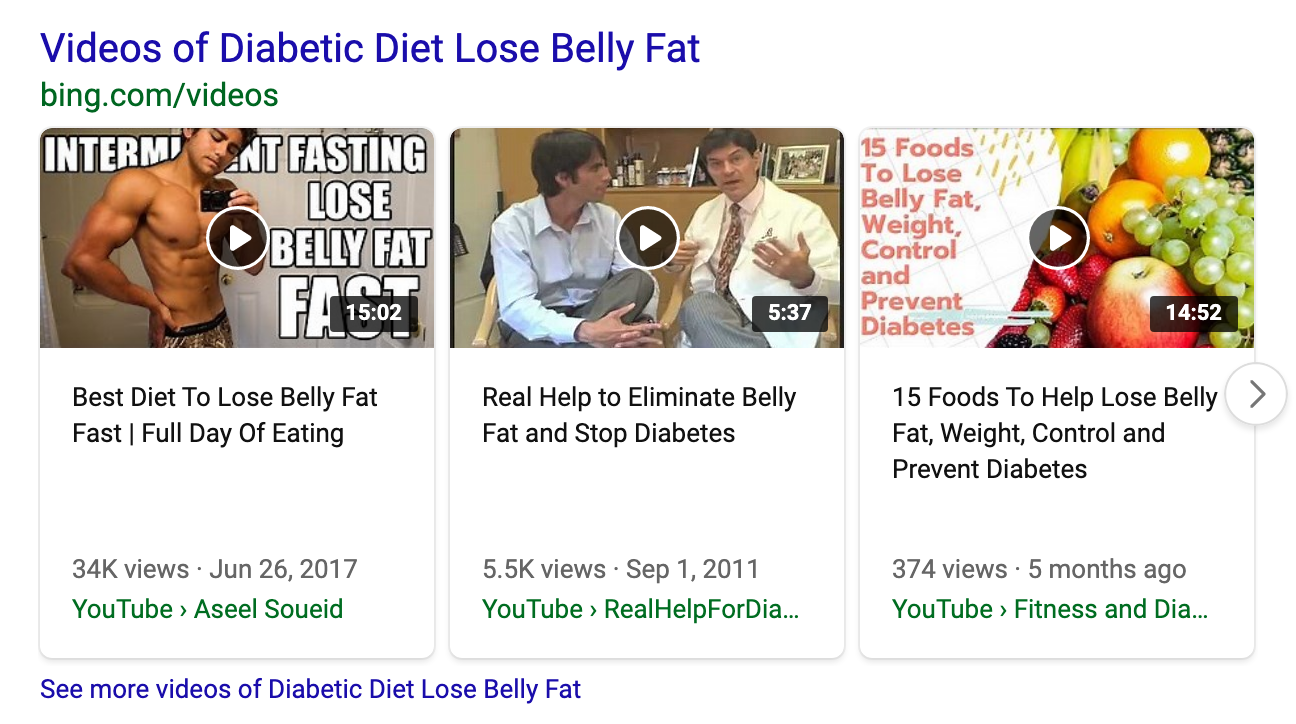 Videos of Diabetic Diet Lose Belly Fat
bing.com/videos
INTERMI ENT FASTING
LOSE
BELLY FAT
FAST
15:02
Best Diet To Lose Belly Fat
Fast | Full Day Of Eating
34K views · Jun 26, 2017
YouTube › Aseel Soueid
5:37
Real Help to Eliminate Belly
Fat and Stop Diabetes
5.5K views · Sep 1, 2011
YouTube › RealHelpForDia...
15 Foods
To Lose
Belly Fat,
Weight,
Control
and
Prevent
Diabetes
14:52
15 Foods To Help Lose Belly
Fat, Weight, Control and
Prevent Diabetes
374 views · 5 months ago
YouTube › Fitness and Dia...
See more videos of Diabetic Diet Lose Belly Fat